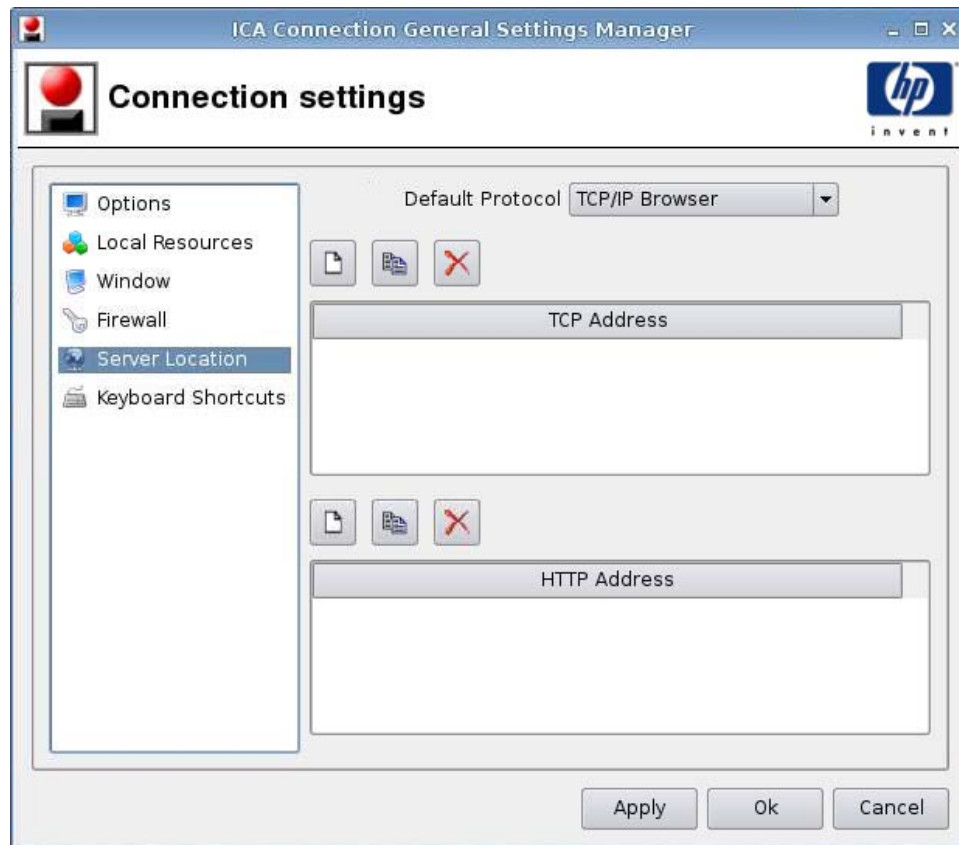 ICA Connection General Settings Manager
Connection settings
hp
invent
Options
Local Resources
Window
Firewall
Server Location
Keyboard Shortcuts
Default Protocol TCP/IP Browser
TCP Address
HTTP Address
Apply Ok Cancel